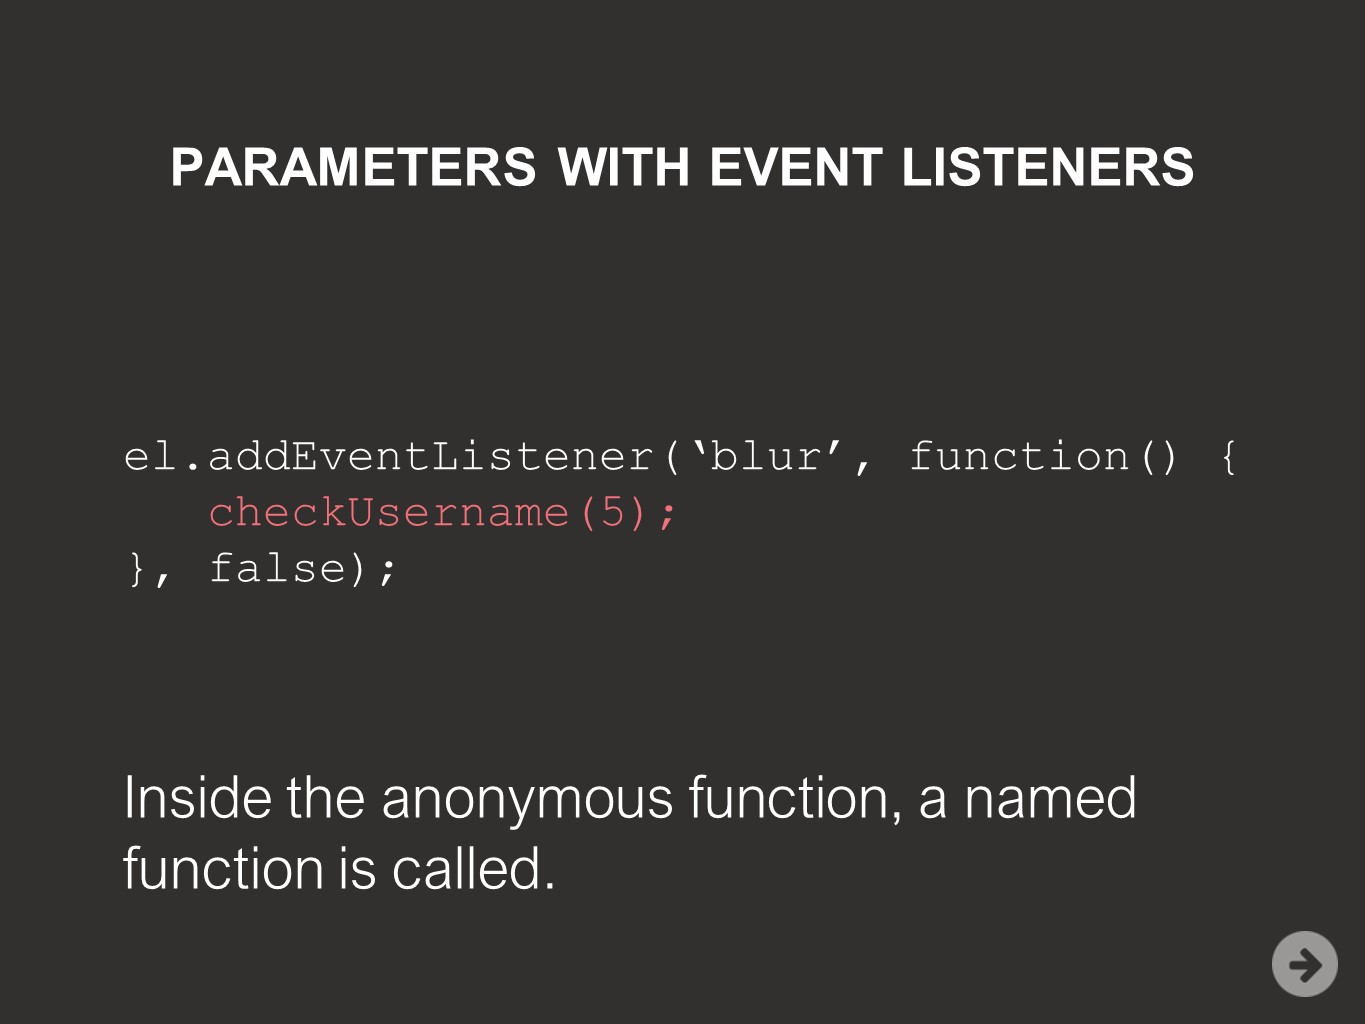 PARAMETERS WITH EVENT LISTENERS
el.addEventListener(‘blur’, function() {
   checkUsername(5);
}, false);
Inside the anonymous function, a named
function is called.